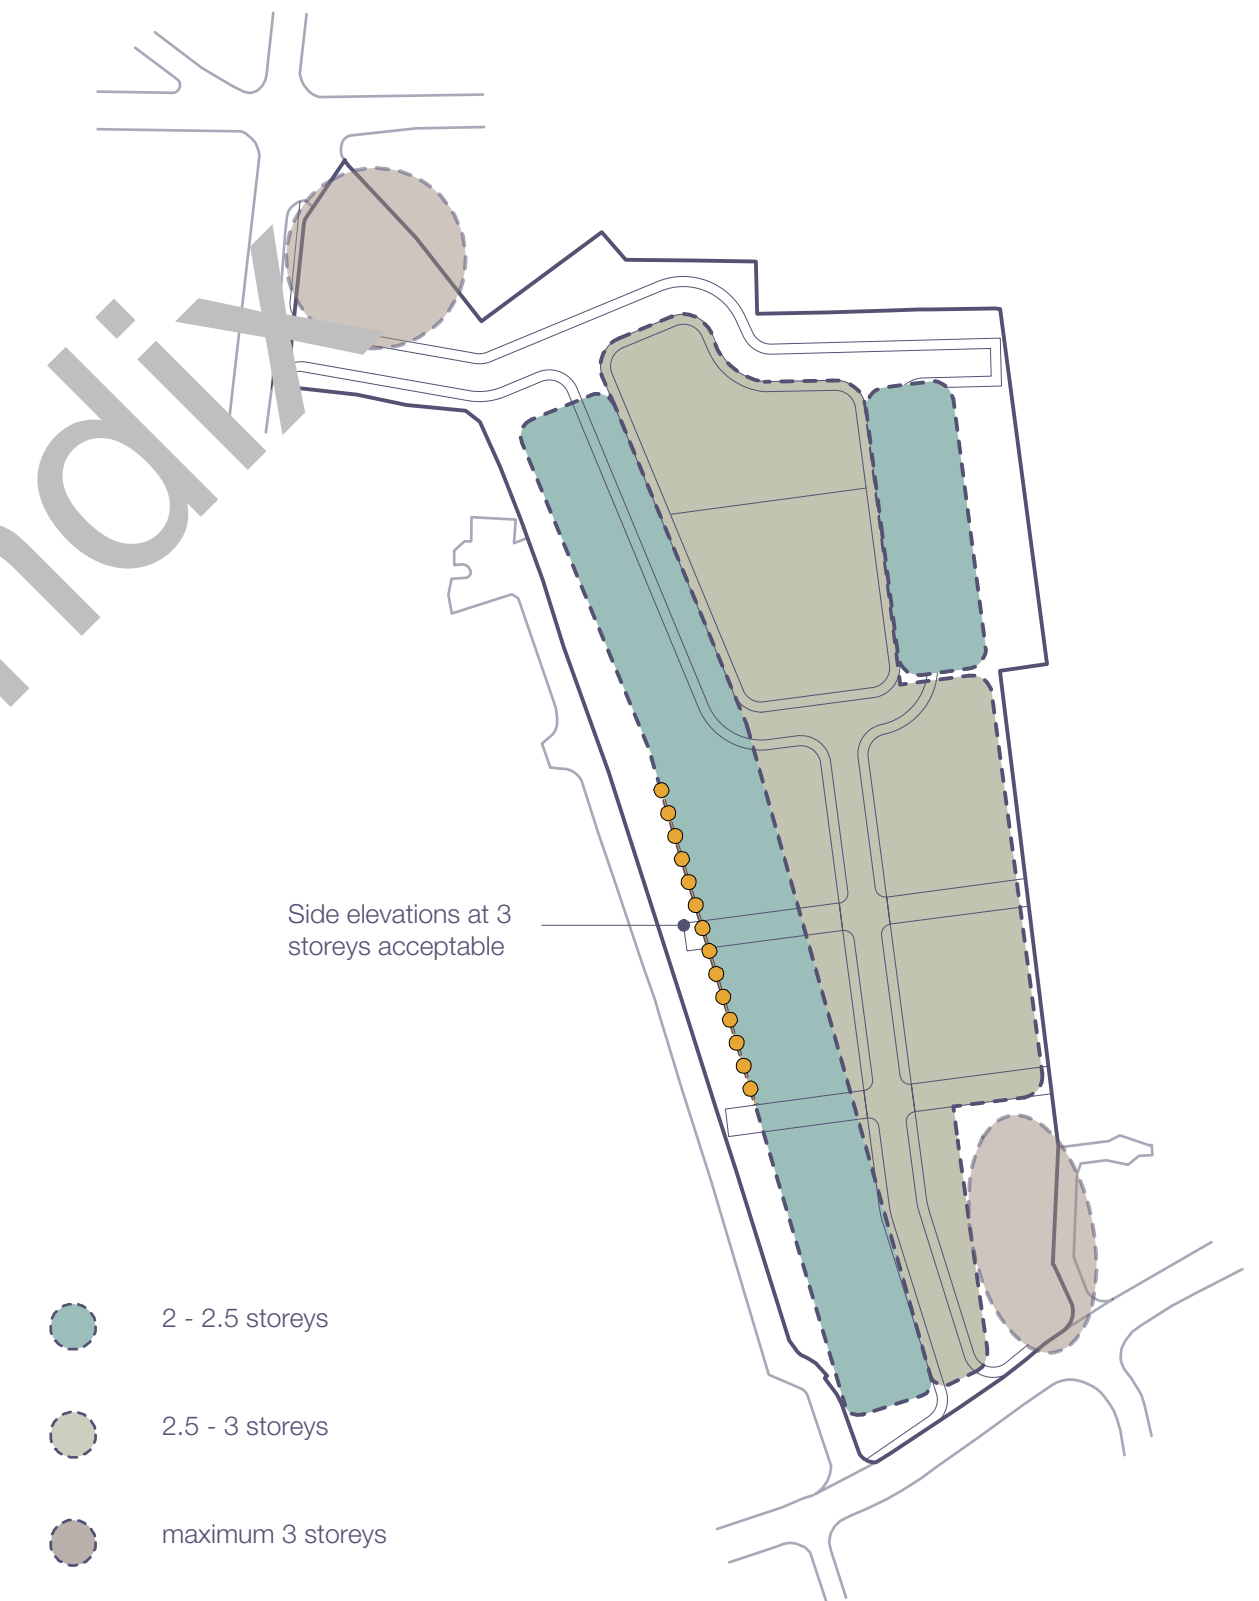 ndix
Side elevations at 3
storeys acceptable
2 - 2.5 storeys
2.5 - 3 storeys
maximum 3 storeys